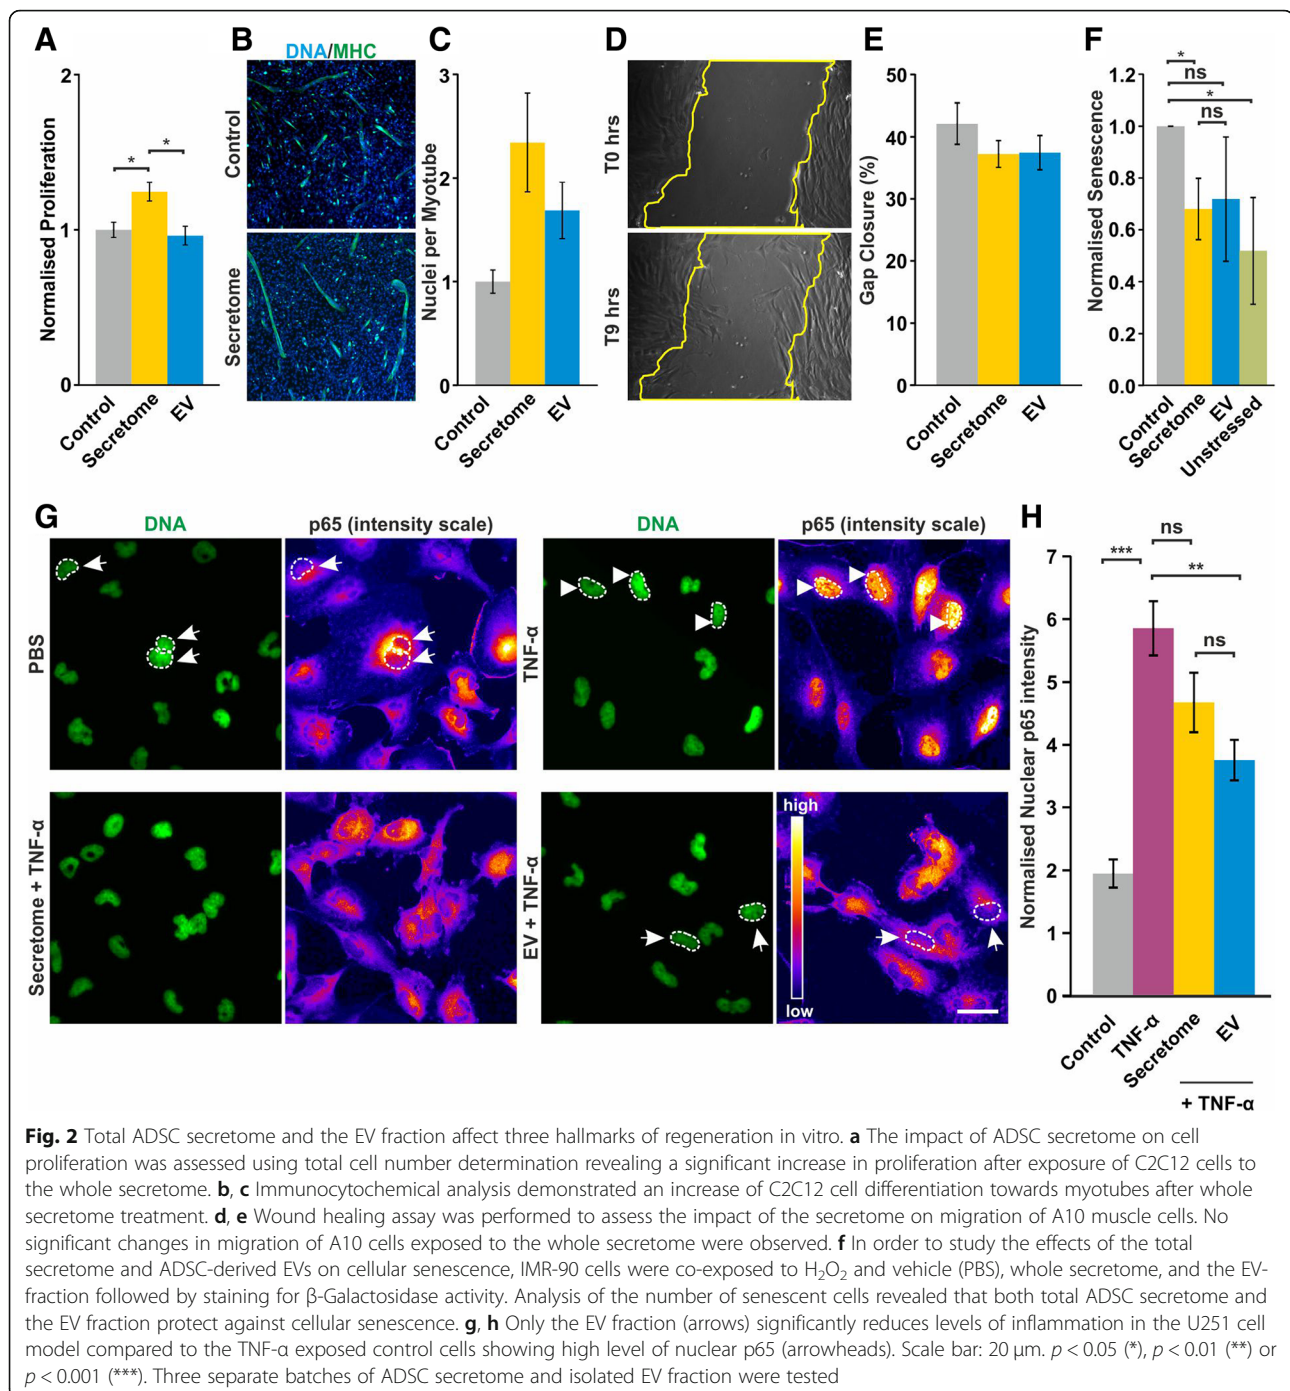 A
B
C
D
E
F
DNA/MHC
Normalised Proliferation
2
1
0
*
*
Control
Secretome
EV
Control
Secretome
Nuclei per Myotube
3
2
1
0
Control
Secretome
EV
T0 hrs
T9 hrs
Gap Closure (%)
50
40
30
20
10
0
Control
Secretome
EV
Normalised Senescence
1.2
1.0
0.8
0.6
0.4
0.2
0.0
*
ns
*
ns
Control
Secretome
EV
Unstressed
G
DNA
p65 (intensity scale)
DNA
p65 (intensity scale)
PBS
TNF-α
Secretome + TNF-α
EV + TNF-α
high
low
H
Normalised Nuclear p65 intensity
7
6
5
4
3
2
1
0
ns
***
**
ns
Control
TNF-α
Secretome
EV
+ TNF-α
Fig. 2 Total ADSC secretome and the EV fraction affect three hallmarks of regeneration in vitro. a The impact of ADSC secretome on cell
proliferation was assessed using total cell number determination revealing a significant increase in proliferation after exposure of C2C12 cells to
the whole secretome. b, c Immunocytochemical analysis demonstrated an increase of C2C12 cell differentiation towards myotubes after whole
secretome treatment. d, e Wound healing assay was performed to assess the impact of the secretome on migration of A10 muscle cells. No
significant changes in migration of A10 cells exposed to the whole secretome were observed. f In order to study the effects of the total
secretome and ADSC-derived EVs on cellular senescence, IMR-90 cells were co-exposed to H₂O₂ and vehicle (PBS), whole secretome, and the EV-
fraction followed by staining for β-Galactosidase activity. Analysis of the number of senescent cells revealed that both total ADSC secretome and
the EV fraction protect against cellular senescence. g, h Only the EV fraction (arrows) significantly reduces levels of inflammation in the U251 cell
model compared to the TNF-α exposed control cells showing high level of nuclear p65 (arrowheads). Scale bar: 20 μm. p < 0.05 (*), p < 0.01 (**) or
p < 0.001 (***). Three separate batches of ADSC secretome and isolated EV fraction were tested